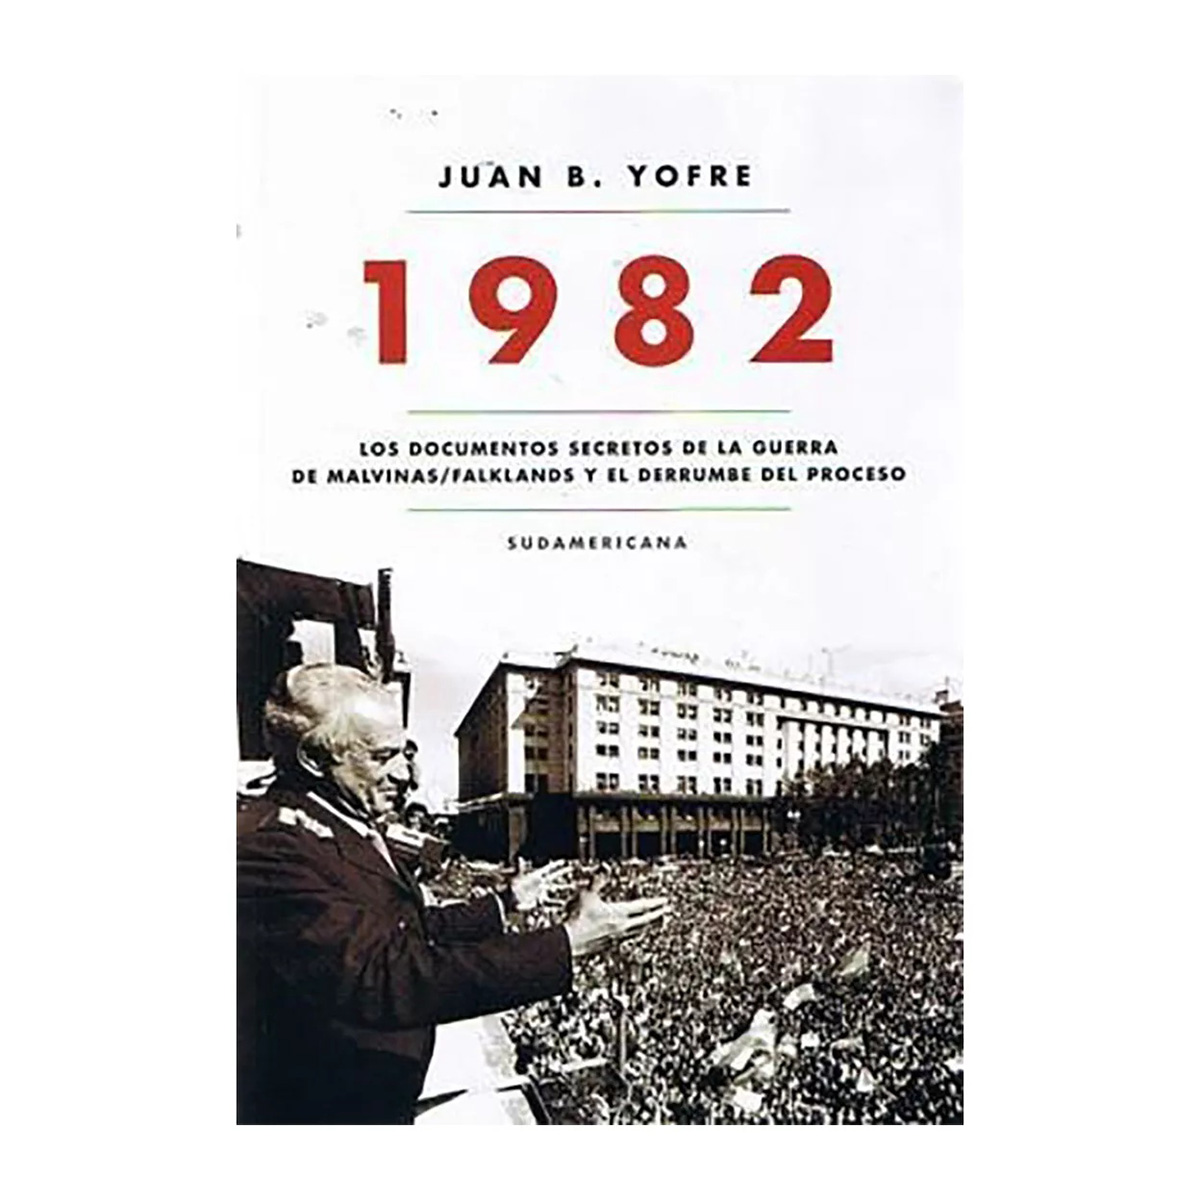 JUAN B. YOFRE
1982
LOS DOCUMENTOS SECRETOS DE LA GUERRA
DE MALVINAS/FALKLANDS Y EL DERRUMBE DEL PROCESO
SUDAMERICANA